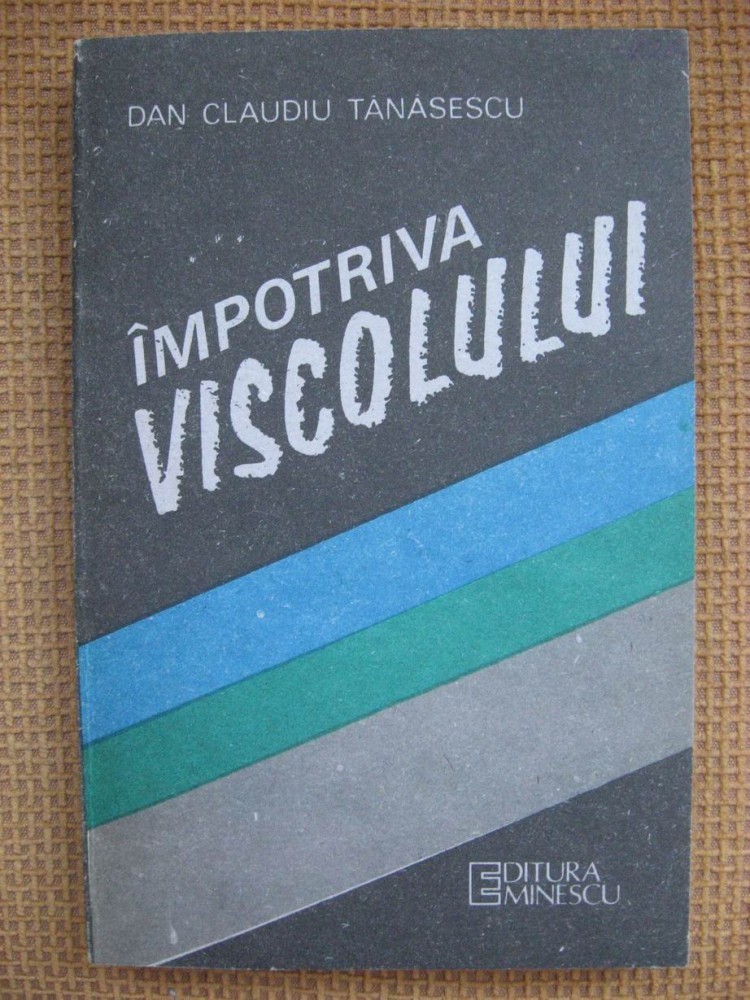 DAN CLAUDIU TĂNĂSESCU
ÎMPOTRIVA
VISCOLULUI
EDITURA
EMINESCU